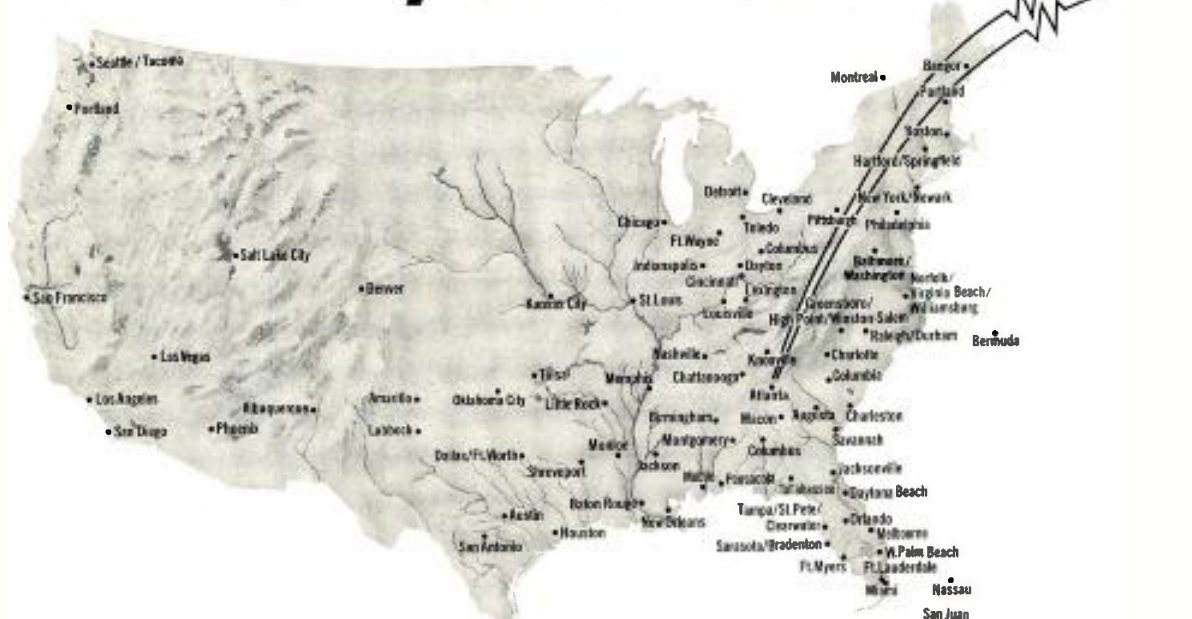 Seattle / Tacoma
Portland
Montreal
Bangor
Portland
Boston
Hartford/Springfield
Detroit
Cleveland
New York/Newark
Chicago
Toledo
Pittsburgh
Philadelphia
Ft.Wayne
Columbus
Salt Lake City
Indianapolis
Dayton
Baltimore/
Washington
Cincinnati
Norfolk/
Virginia Beach/
Williamsburg
Lexington
Denver
San Francisco
Kansas City
St.Louis
Louisville
Greensboro/
High Point/Winston-Salem
Raleigh/Durham
Bermuda
Las Vegas
Nashville
Knoxville
Charlotte
Tulsa
Memphis
Chattanooga
Columbia
Los Angeles
Amarillo
Oklahoma City
Little Rock
Atlanta
Albuquerque
Birmingham
Macon
Augusta
Charleston
San Diego
Phoenix
Lubbock
Monroe
Montgomery
Columbus
Savannah
Dallas/Ft.Worth
Shreveport
Jackson
Mobile
Pensacola
Tallahassee
Jacksonville
Daytona Beach
Baton Rouge
New Orleans
Austin
Tampa/St.Pete/
Clearwater
Orlando
Melbourne
Houston
San Antonio
Sarasota/Bradenton
W.Palm Beach
Ft.Myers
Ft.Lauderdale
Miami
Nassau
San Juan